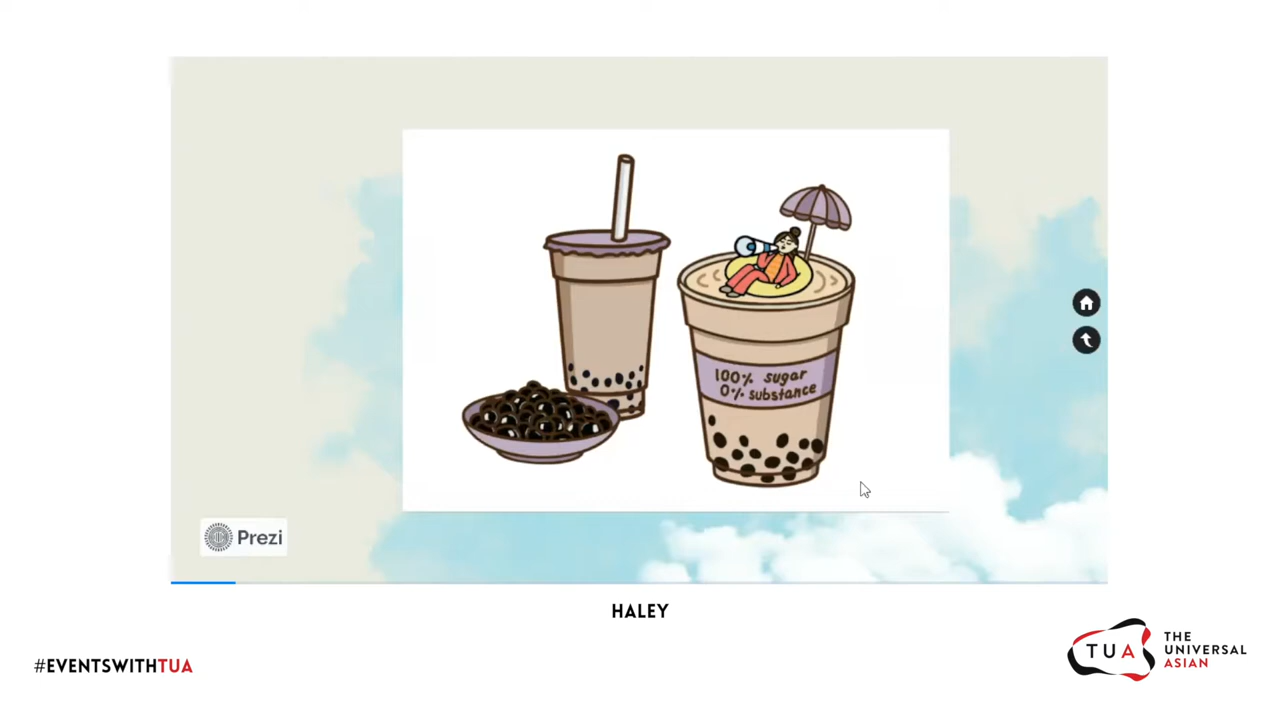 100% sugar
0% substance
Prezi
HALEY
#EVENTSWITHTUA
TUA
THE
UNIVERSAL
ASIAN